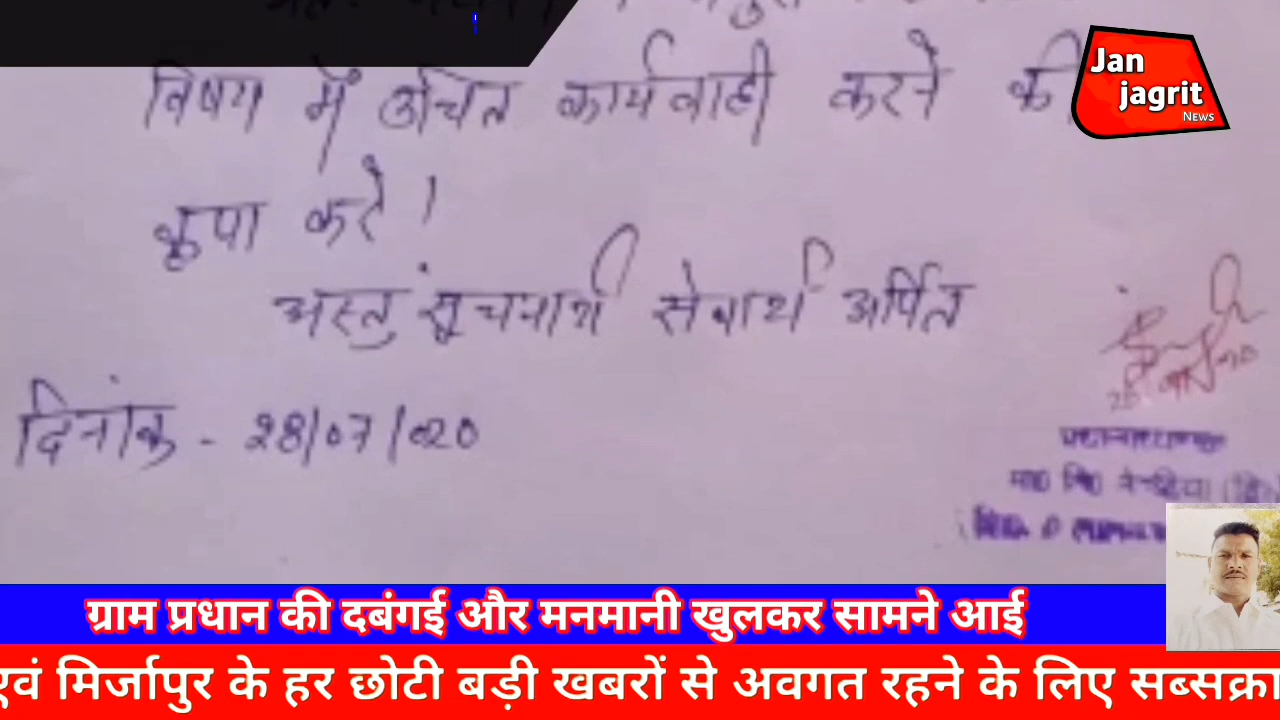 विषय में उचित कार्यवाही करने की
कृपा करे।
अस्तु सूचनार्थ सेवार्थ अर्पित
दिनांक - 28/07/020
Jan
jagrit
News
ग्राम प्रधान की दबंगई और मनमानी खुलकर सामने आई
एवं मिर्जापुर के हर छोटी बड़ी खबरों से अवगत रहने के लिए सब्सक्रा